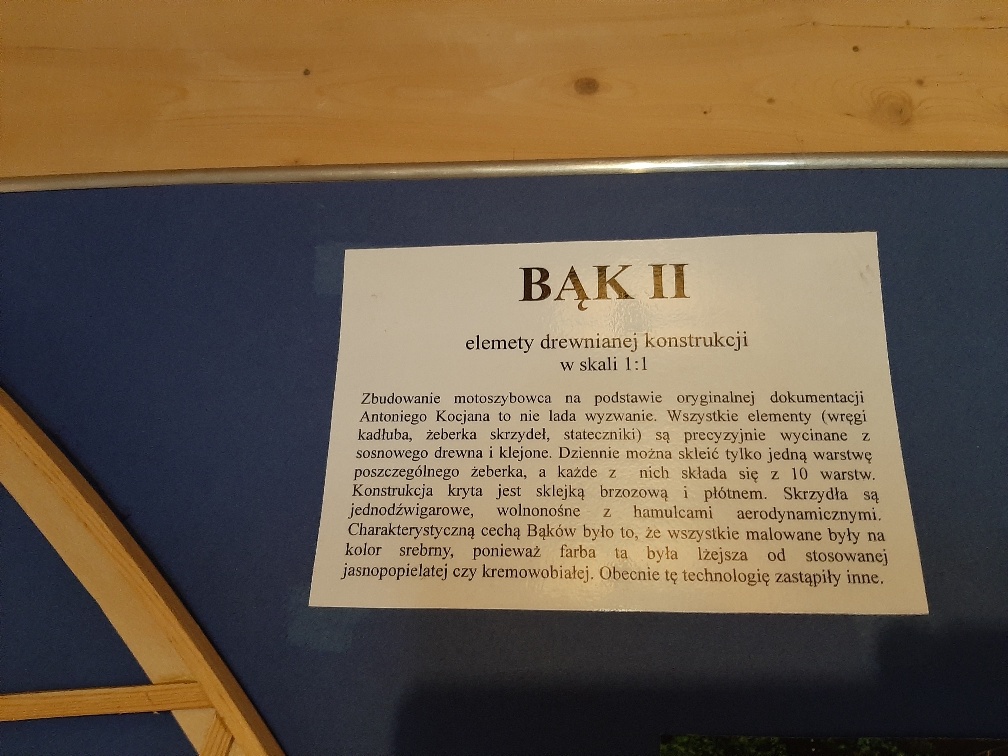 BĄK II
elemety drewnianej konstrukcji
w skali 1:1
Zbudowanie motoszybowca na podstawie oryginalnej dokumentacji
Antoniego Kocjana to nie lada wyzwanie. Wszystkie elementy (wręgi
kadłuba, żeberka skrzydeł, stateczniki) są precyzyjnie wycinane z
sosnowego drewna i klejone. Dziennie można skleić tylko jedną warstwę
poszczególnego żeberka, a każde z nich składa się z 10 warstw.
Konstrukcja kryta jest sklejką brzozową i płótnem. Skrzydła są
jednodźwigarowe, wolnonośne z hamulcami aerodynamicznymi.
Charakterystyczną cechą Bąków było to, że wszystkie malowane były na
kolor srebrny, ponieważ farba ta była lżejsza od stosowanej
jasnopopielatej czy kremowobiałej. Obecnie tę technologię zastąpiły inne.